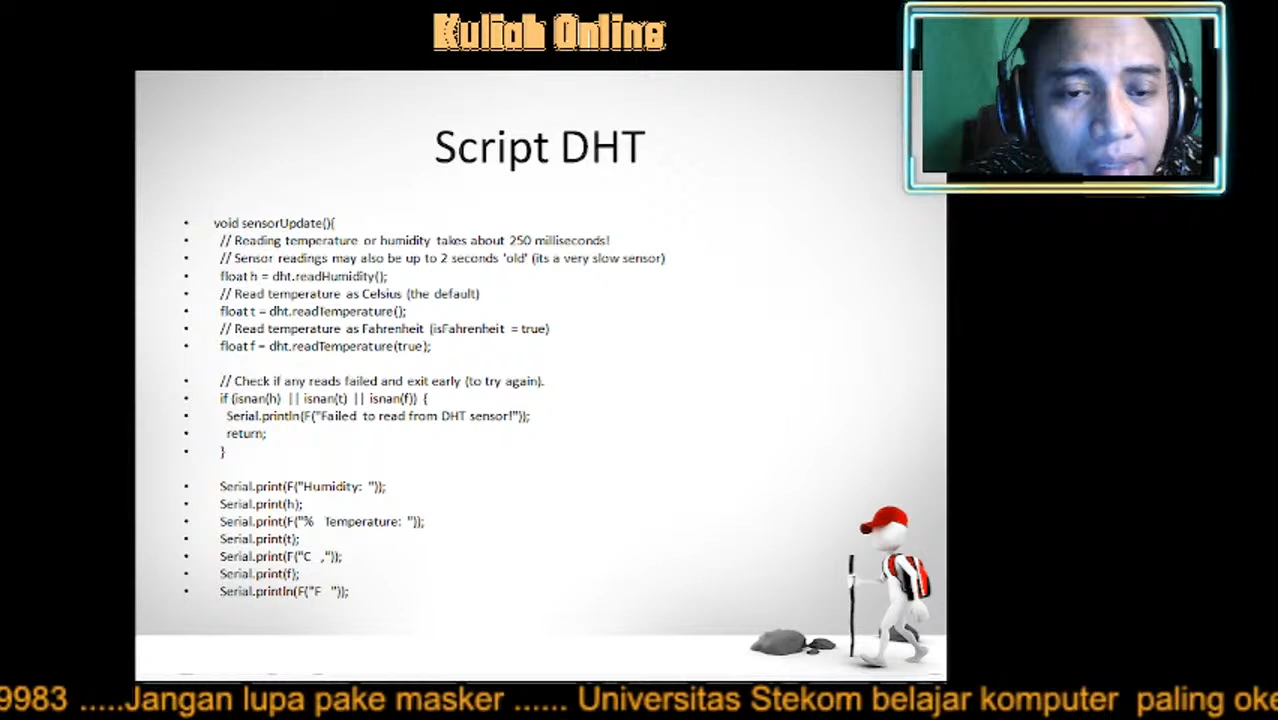 Kuliah Online
Script DHT
• void sensorUpdate(){
• // Reading temperature or humidity takes about 250 milliseconds!
• // Sensor readings may also be up to 2 seconds 'old' (its a very slow sensor)
• float h = dht.readHumidity();
• // Read temperature as Celsius (the default)
• float t = dht.readTemperature();
• // Read temperature as Fahrenheit (isFahrenheit = true)
• float f = dht.readTemperature(true);
• // Check if any reads failed and exit early (to try again).
• if (isnan(h) || isnan(t) || isnan(f)) {
• Serial.println(F("Failed to read from DHT sensor!"));
• return;
• }
• Serial.print(F("Humidity: "));
• Serial.print(h);
• Serial.print(F("% Temperature: "));
• Serial.print(t);
• Serial.print(F("C ,"));
• Serial.print(f);
• Serial.println(F("F "));
9983 .....Jangan lupa pake masker ...... Universitas Stekom belajar komputer paling oke